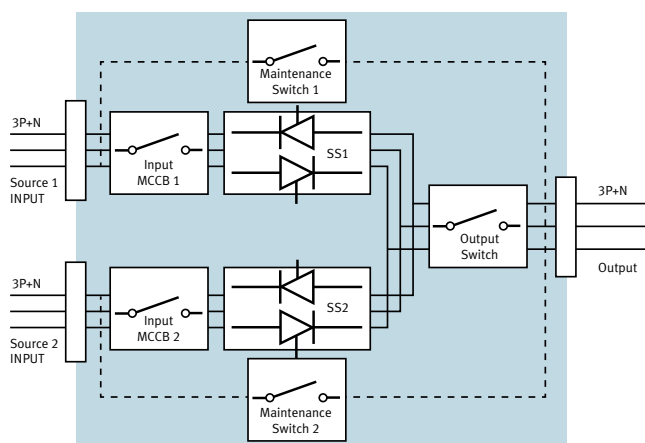 Maintenance
Switch 1
3P+N
Source 1
INPUT
Input
MCCB 1
SS1
3P+N
Output
Switch
Output
3P+N
Source 2
INPUT
Input
MCCB 2
SS2
Maintenance
Switch 2